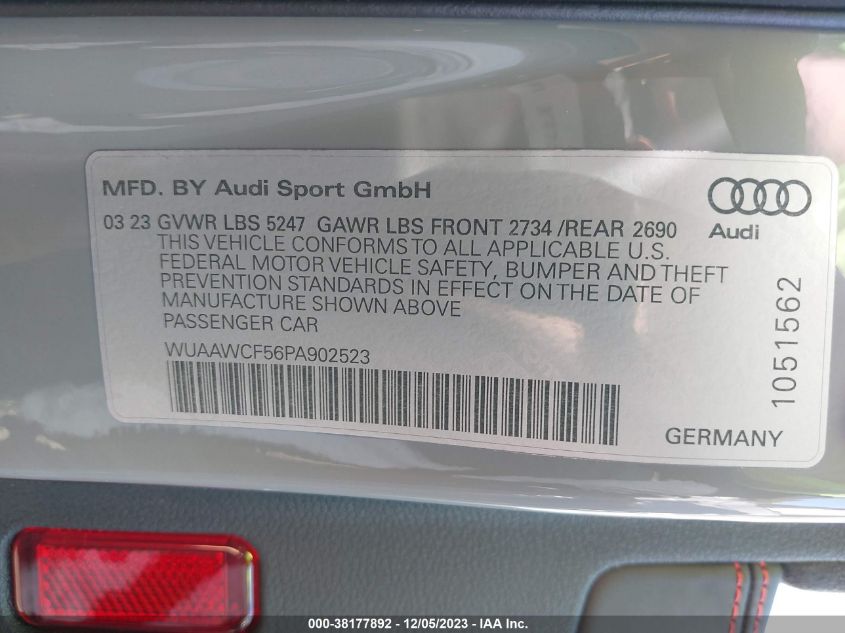 MFD. BY Audi Sport GmbH
03 23 GVWR LBS 5247 GAWR LBS FRONT 2734 /REAR 2690
THIS VEHICLE CONFORMS TO ALL APPLICABLE U.S.
FEDERAL MOTOR VEHICLE SAFETY, BUMPER AND THEFT
PREVENTION STANDARDS IN EFFECT ON THE DATE OF
MANUFACTURE SHOWN ABOVE
PASSENGER CAR
WUAAWCF56PA902523
Audi
1051562
GERMANY
000-38177892 - 12/05/2023 - IAA Inc.